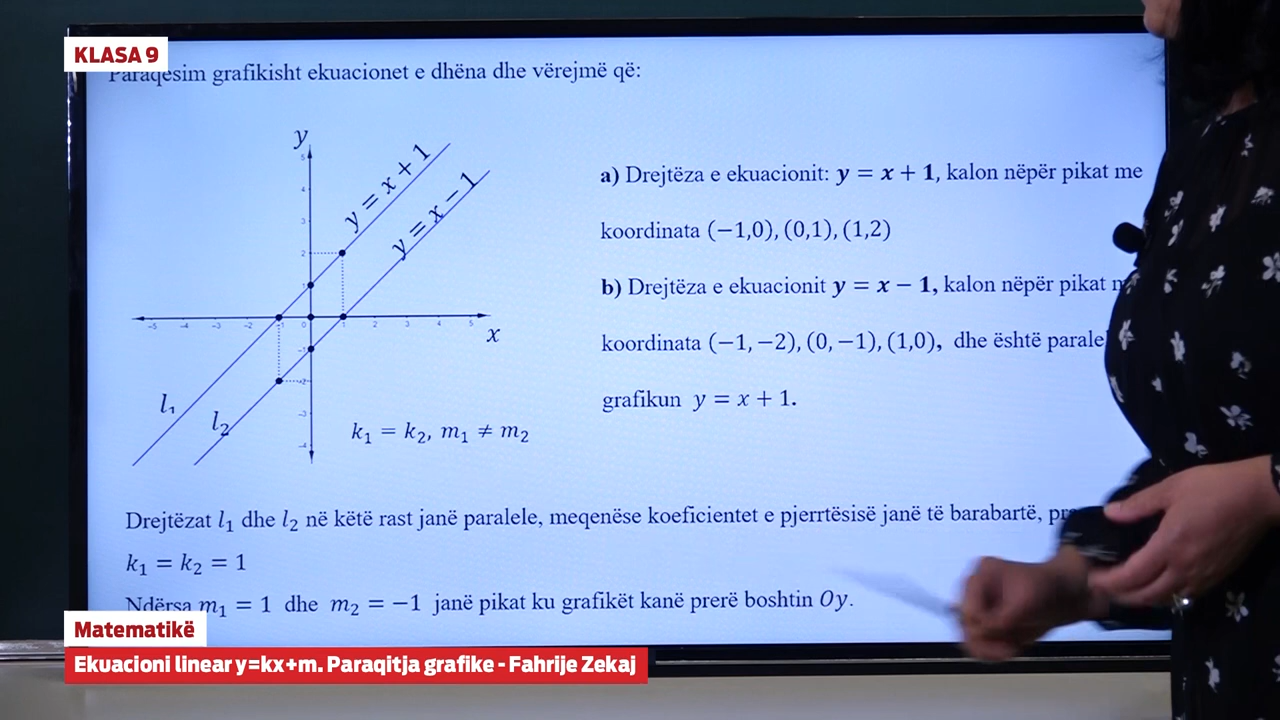 KLASA 9
Paraqesim grafikisht ekuacionet e dhëna dhe vërejmë që:
y
y = x + 1
y = x − 1
x
l₁
l₂
k₁ = k₂, m₁ ≠ m₂
a) Drejtëza e ekuacionit: y = x + 1, kalon nëpër pikat me
koordinata (−1,0), (0,1), (1,2)
b) Drejtëza e ekuacionit y = x − 1, kalon nëpër pikat
koordinata (−1, −2), (0, −1), (1,0), dhe është
grafikun y = x + 1.
Drejtëzat l₁ dhe l₂ në këtë rast janë paralele, meqenëse koeficientet e pjerrtësisë janë të barabartë,
k₁ = k₂ = 1
Ndërsa m₁ = 1 dhe m₂ = −1 janë pikat ku grafikët kanë prerë boshtin Oy.
Matematikë
Ekuacioni linear y=kx+m. Paraqitja grafike - Fahrije Zekaj